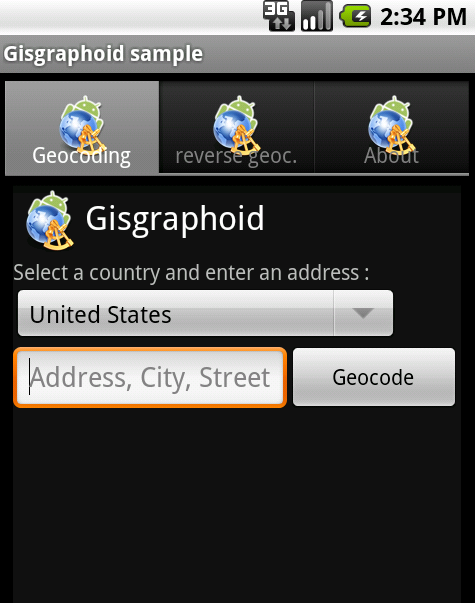 3G 2:34 PM
Gisgraphoid sample
Geocoding reverse geoc. About
Gisgraphoid
Select a country and enter an address :
United States
Address, City, Street Geocode